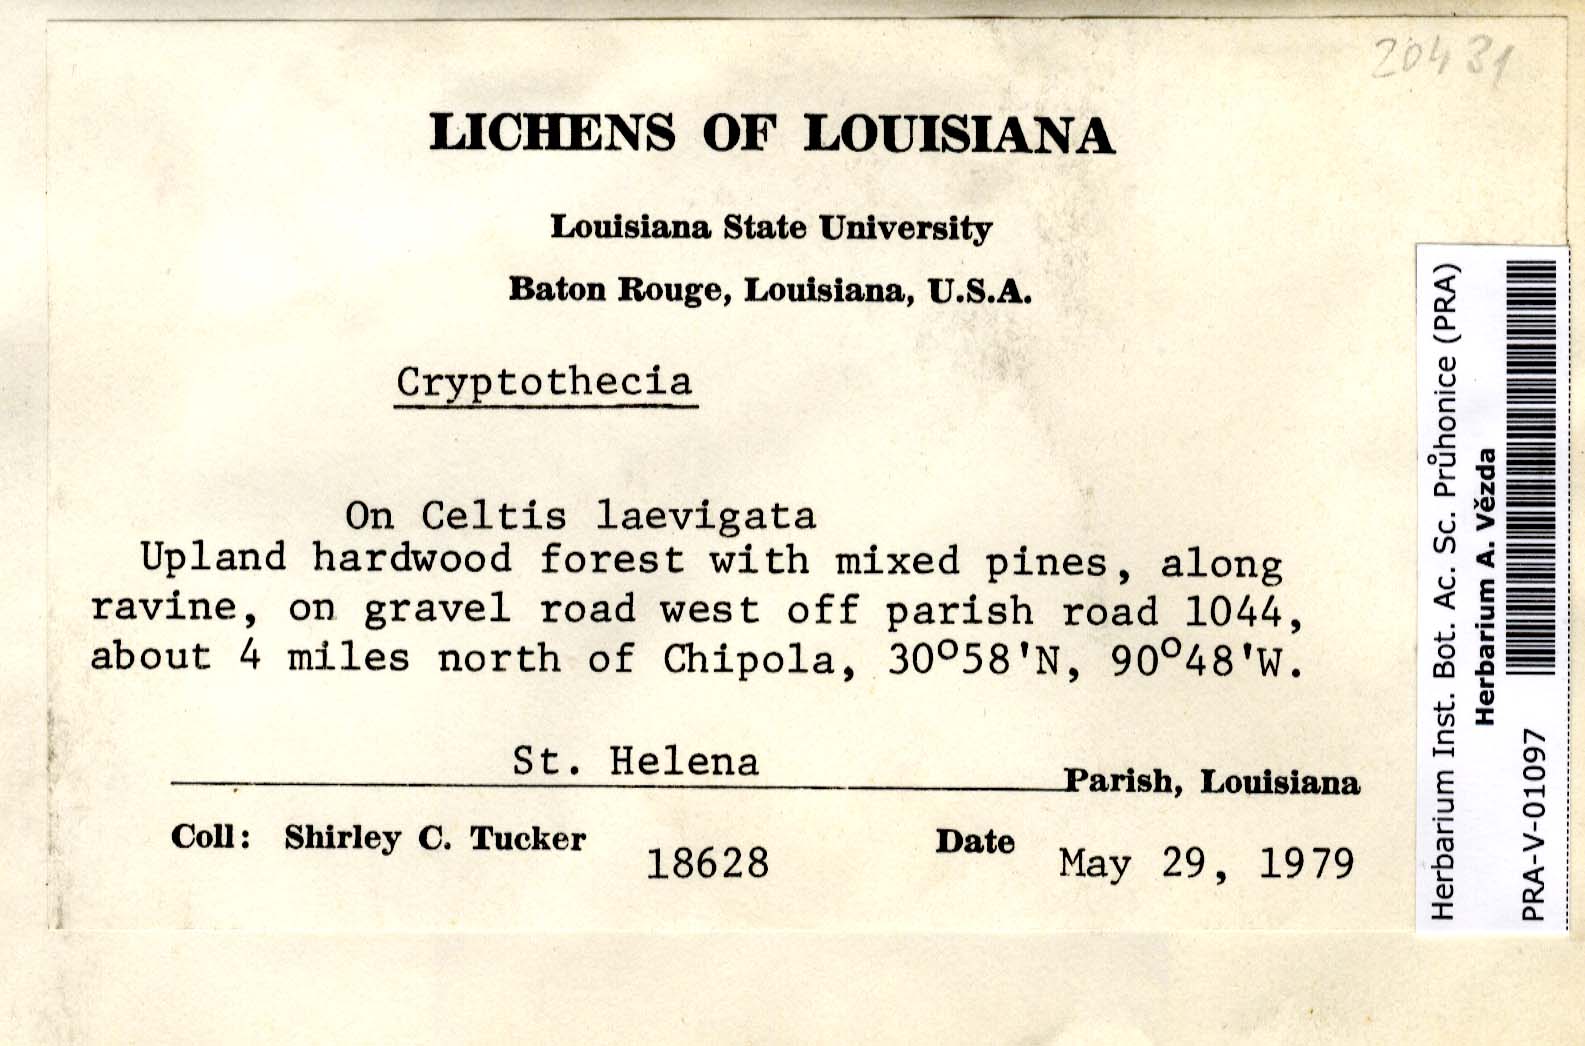 20431
LICHENS OF LOUISIANA
Louisiana State University
Baton Rouge, Louisiana, U.S.A.
Cryptothecia
On Celtis laevigata
Upland hardwood forest with mixed pines, along
ravine, on gravel road west off parish road 1044,
about 4 miles north of Chipola, 30°58'N, 90°48'W.
St. Helena Parish, Louisiana
Coll: Shirley C. Tucker 18628 Date May 29, 1979
Herbarium Inst. Bot. Ac. Sc. Průhonice (PRA)
Herbarium A. Vězda
PRA-V-01097